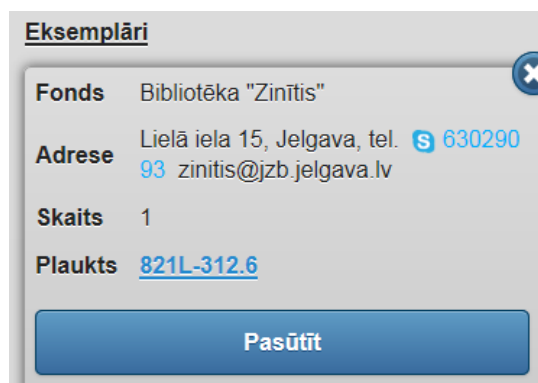 Eksemplāri
Fonds Bibliotēka "Zinītis"
Adrese Lielā iela 15, Jelgava, tel. 630290
93 zinitis@jzb.jelgava.lv
Skaits 1
Plaukts 821L-312.6
Pasūtīt